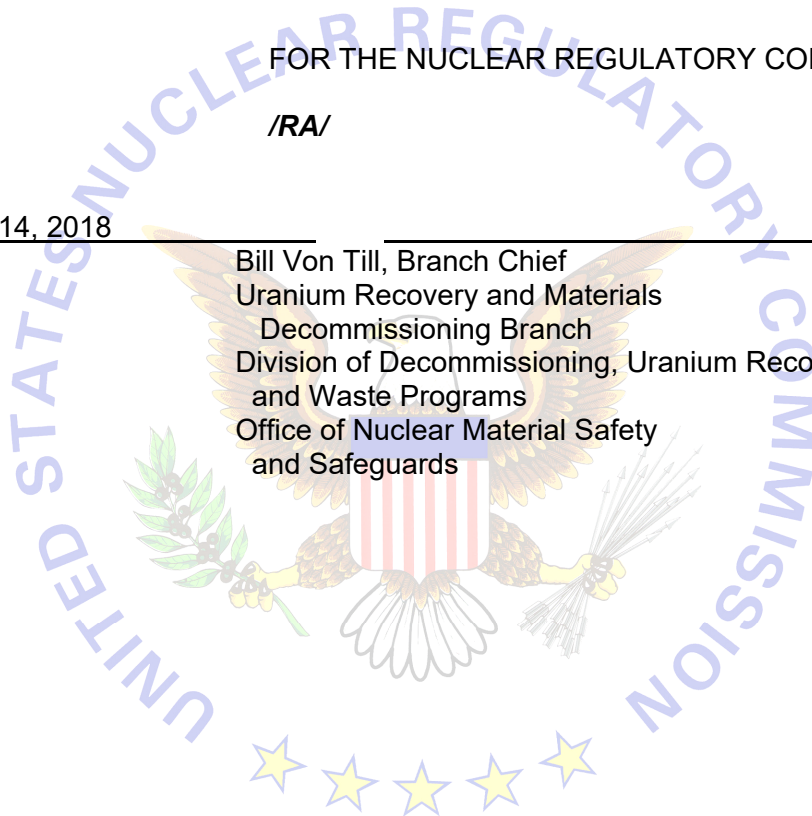 FOR THE NUCLEAR REGULATORY CO
/RA/
14, 2018
Bill Von Till, Branch Chief
Uranium Recovery and Materials
Decommissioning Branch
Division of Decommissioning, Uranium Reco
and Waste Programs
Office of Nuclear Material Safety
and Safeguards
UNITED STATES NUCLEAR REGULATORY COMMISSION